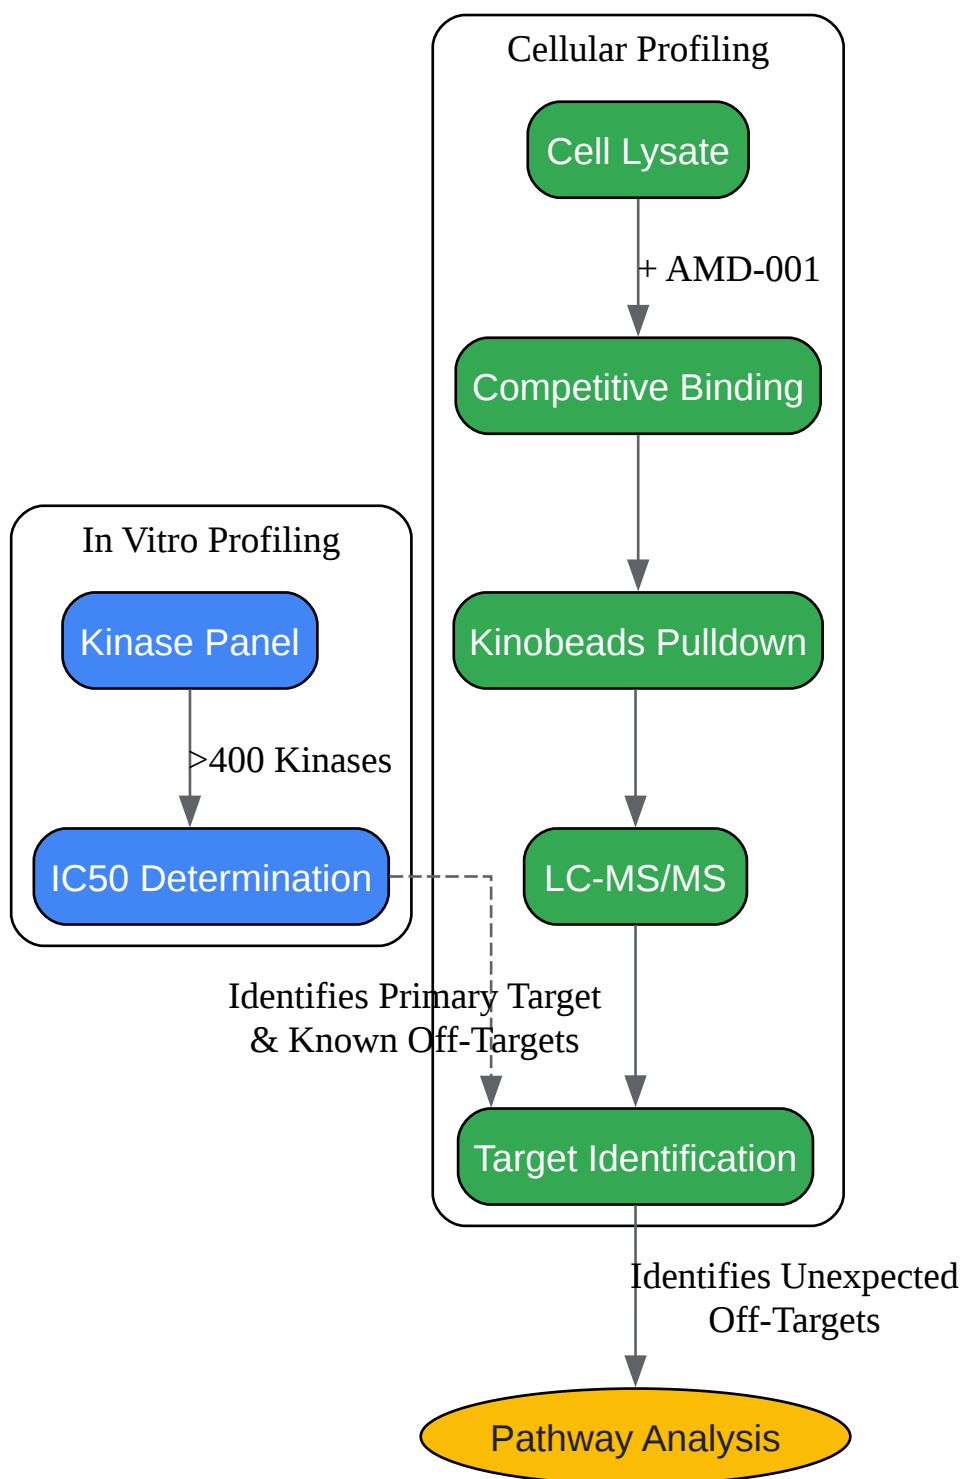 Cellular Profiling
Cell Lysate
+ AMD-001
Competitive Binding
Kinobeads Pulldown
LC-MS/MS
Target Identification
In Vitro Profiling
Kinase Panel
>400 Kinases
IC50 Determination
Identifies Primary Target
& Known Off-Targets
Identifies Unexpected
Off-Targets
Pathway Analysis